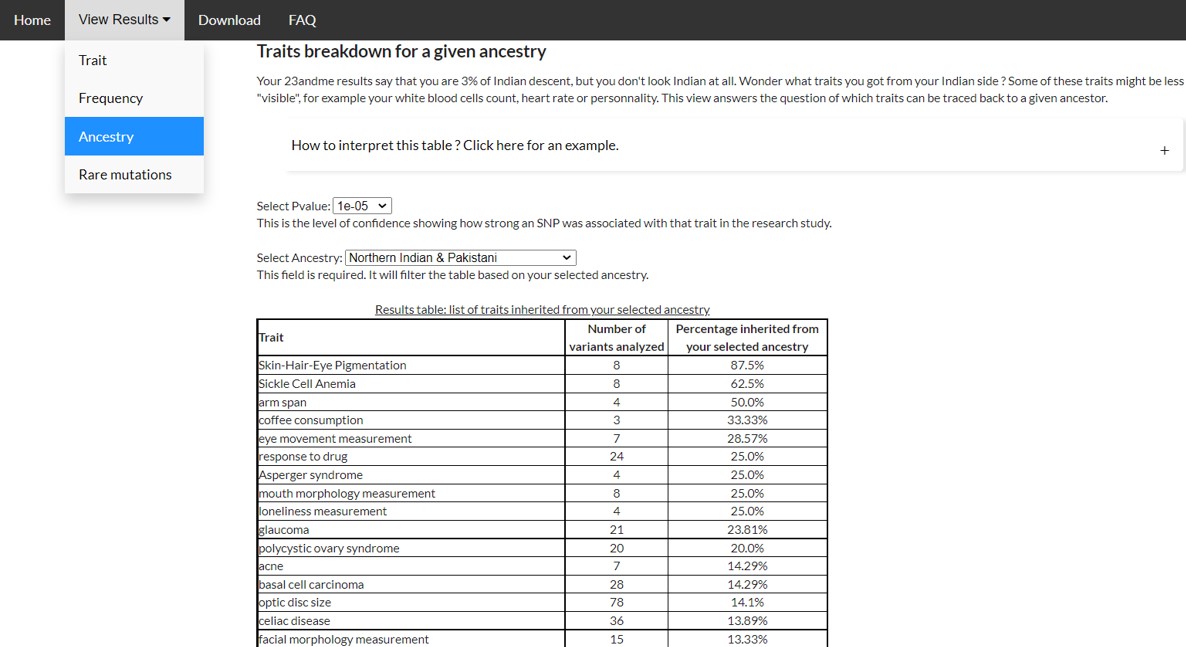 Home View Results Download FAQ
Trait
Frequency
Ancestry
Rare mutations
Traits breakdown for a given ancestry
Your 23andme results say that you are 3% of Indian descent, but you don't look Indian at all. Wonder what traits you got from your Indian side ? Some of these traits might be less
"visible", for example your white blood cells count, heart rate or personnality. This view answers the question of which traits can be traced back to a given ancestor.
How to interpret this table ? Click here for an example. +
Select Pvalue: 1e-05
This is the level of confidence showing how strong an SNP was associated with that trait in the research study.
Select Ancestry: Northern Indian & Pakistani
This field is required. It will filter the table based on your selected ancestry.
Results table: list of traits inherited from your selected ancestry
Trait Number of variants analyzed Percentage inherited from your selected ancestry
Skin-Hair-Eye Pigmentation 8 87.5%
Sickle Cell Anemia 8 62.5%
arm span 4 50.0%
coffee consumption 3 33.33%
eye movement measurement 7 28.57%
response to drug 24 25.0%
Asperger syndrome 4 25.0%
mouth morphology measurement 8 25.0%
loneliness measurement 4 25.0%
glaucoma 21 23.81%
polycystic ovary syndrome 20 20.0%
acne 7 14.29%
basal cell carcinoma 28 14.29%
optic disc size 78 14.1%
celiac disease 36 13.89%
facial morphology measurement 15 13.33%